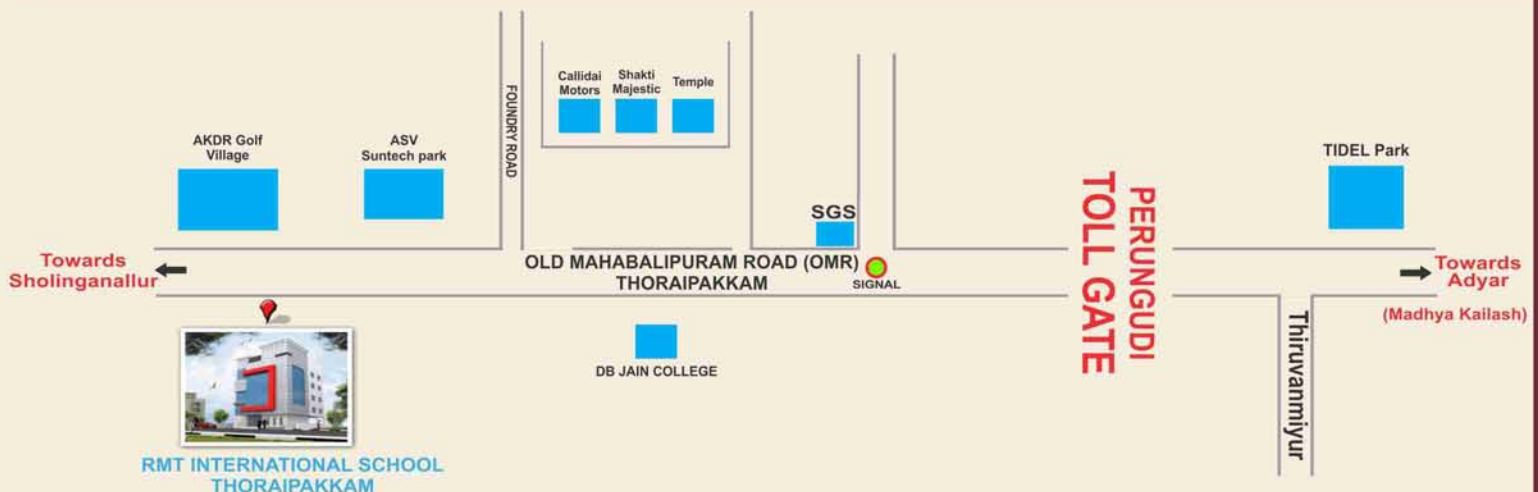 Callidai
Motors
Shakti
Majestic
Temple
FOUNDRY ROAD
AKDR Golf
Village
ASV
Suntech park
TIDEL Park
SGS
PERUNGUDI
TOLL GATE
Towards
Sholinganallur
OLD MAHABALIPURAM ROAD (OMR)
THORAIPAKKAM
SIGNAL
Towards
Adyar
(Madhya Kailash)
Thiruvanmiyur
DB JAIN COLLEGE
RMT INTERNATIONAL SCHOOL
THORAIPAKKAM